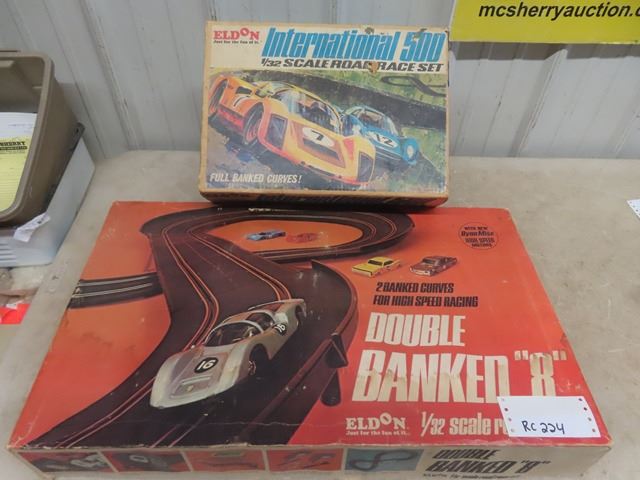 mcsherryauction.com
ELDON
Just for the fun of it.
International 500
1/32 SCALE ROAD RACE SET
7
12
FULL BANKED CURVES!
WITH NEW
DynaMite
HIGH SPEED
MOTORS
2 BANKED CURVES
FOR HIGH SPEED RACING
DOUBLE
BANKED "8"
16
ELDON
Just for the fun of it...
1/32 scale
RC 224
DOUBLE
BANKED "8"